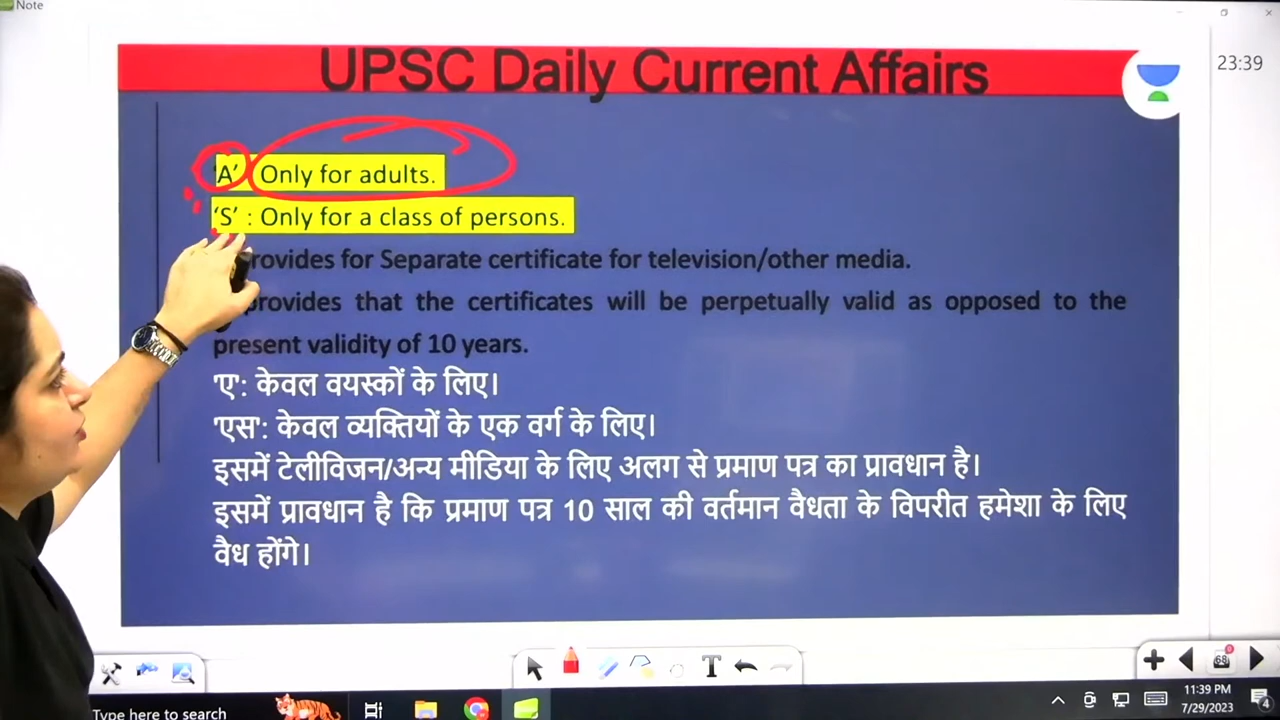 Note
UPSC Daily Current Affairs
23:39
'A' : Only for adults.
‘S’ : Only for a class of persons.
rovides for Separate certificate for television/other media.
provides that the certificates will be perpetually valid as opposed to the
present validity of 10 years.
'ए': केवल वयस्कों के लिए।
'एस': केवल व्यक्तियों के एक वर्ग के लिए।
इसमें टेलीविजन/अन्य मीडिया के लिए अलग से प्रमाण पत्र का प्रावधान है।
इसमें प्रावधान है कि प्रमाण पत्र 10 साल की वर्तमान वैधता के विपरीत हमेशा के लिए
वैध होंगे।
68
T
Type here to search
11:39 PM
7/29/2023
4